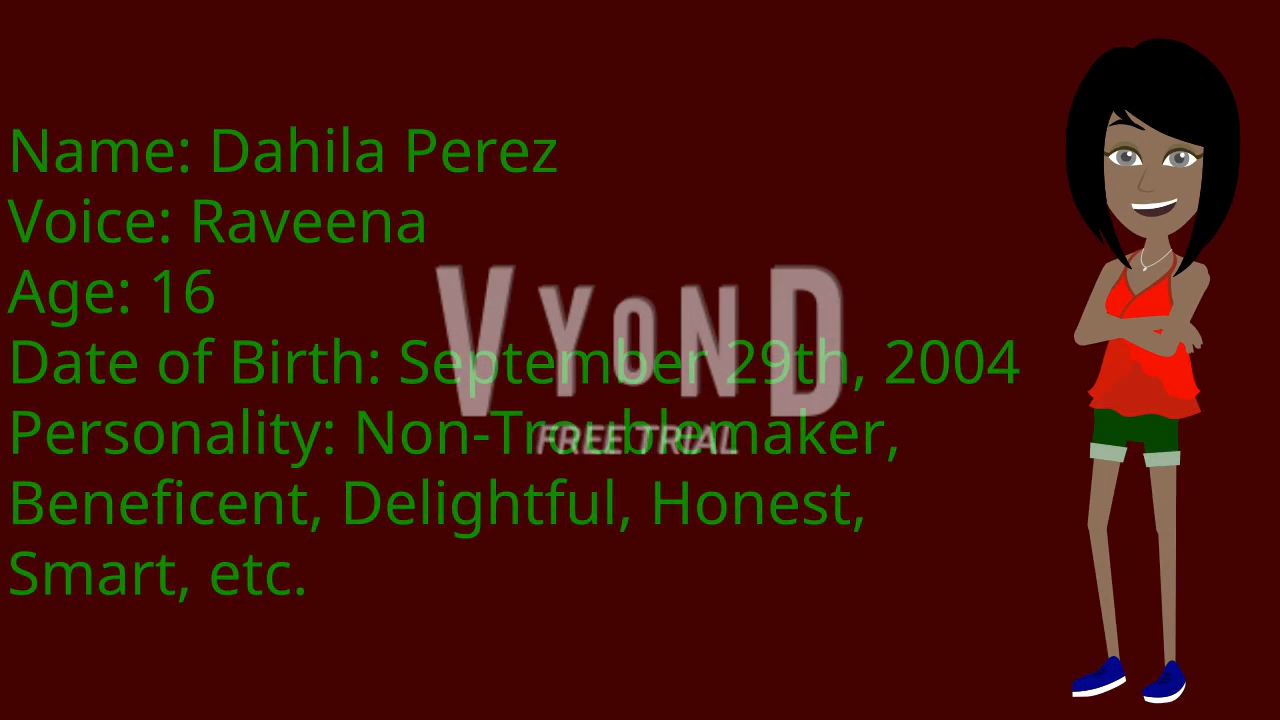 Name: Dahila Perez
Voice: Raveena
Age: 16
Date of Birth: September 29th, 2004
Personality: Non-Troublemaker,
Beneficent, Delightful, Honest,
Smart, etc.
VYOND
FREE TRIAL